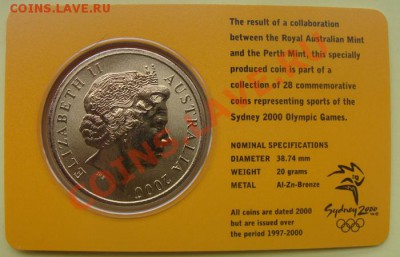 COINS.LAVE.RU
The result of a collaboration
between the Royal Australian Mint
and the Perth Mint, this specially
produced coin is part of a
collection of 28 commemorative
coins representing sports of the
Sydney 2000 Olympic Games.
ELIZABETH II AUSTRALIA 2000
COINS.LAVE.RU
NOMINAL SPECIFICATIONS
DIAMETER 38.74 mm
WEIGHT 20 grams
METAL Al-Zn-Bronze
All coins are dated 2000
but are issued over
the period 1997-2000
Sydney 2000
COINS.LAVE.RU